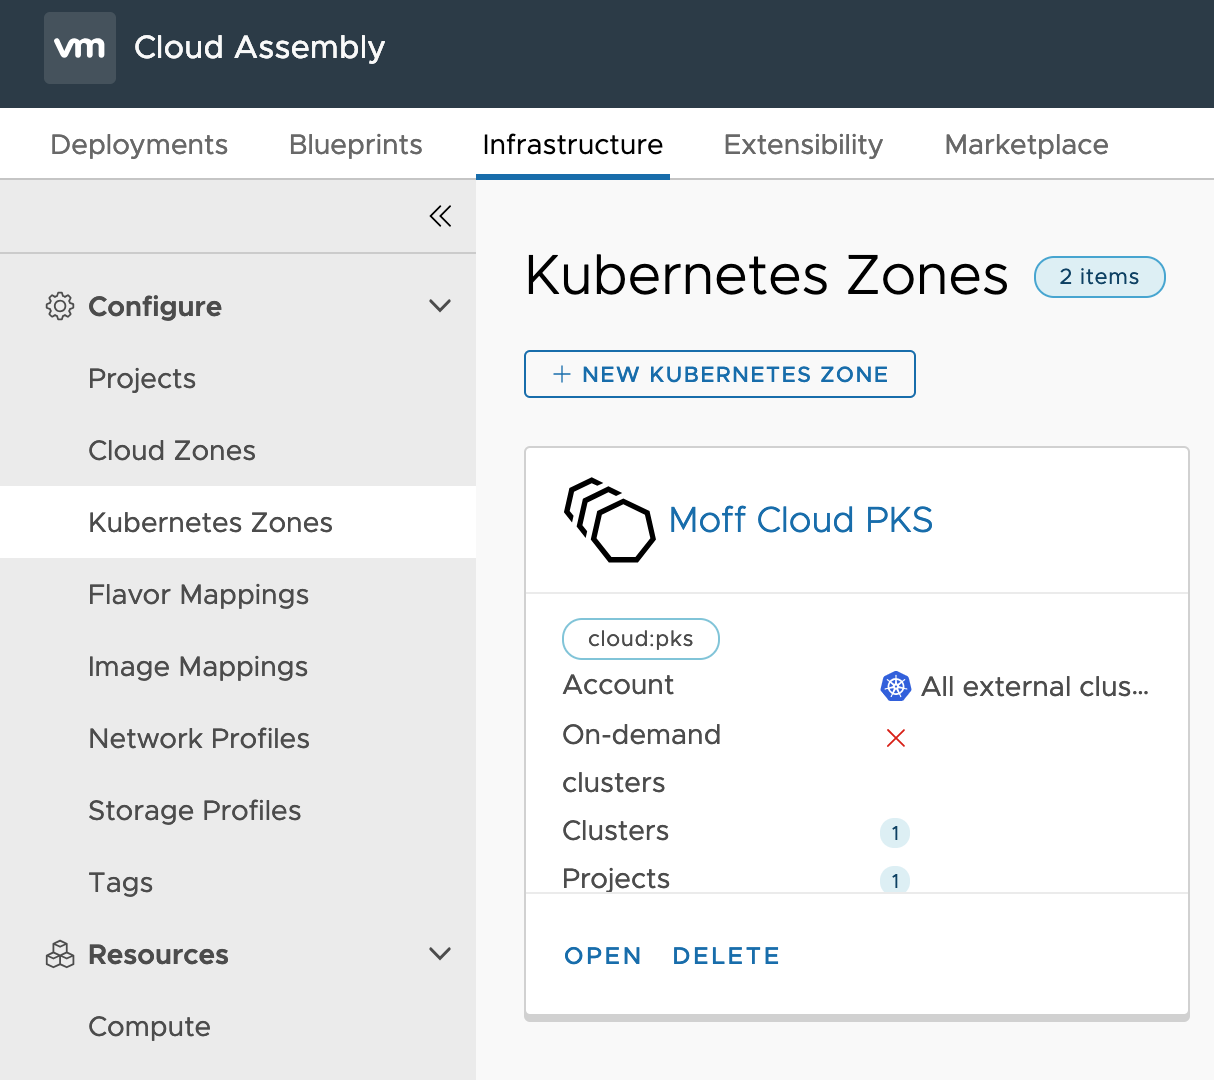 vm Cloud Assembly
Deployments Blueprints Infrastructure Extensibility Marketplace
Configure
Projects
Cloud Zones
Kubernetes Zones
Flavor Mappings
Image Mappings
Network Profiles
Storage Profiles
Tags
Resources
Compute
Kubernetes Zones 2 items
+ NEW KUBERNETES ZONE
Moff Cloud PKS
cloud:pks
Account All external clus...
On-demand
clusters
Clusters 1
Projects 1
OPEN DELETE